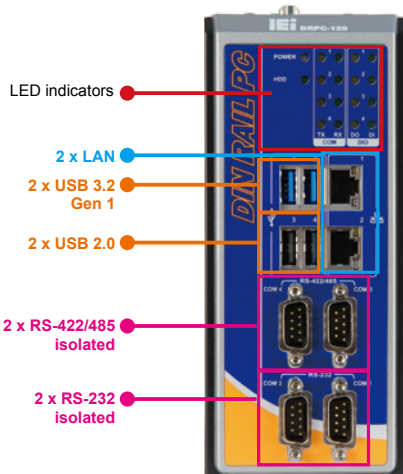 iEi DRPC-130
DIN RAIL PC
POWER
HDD
1 1
2 2
3 3
4 4
TX RX DO DI
COM DIO
LED indicators
2 x LAN
2 x USB 3.2
Gen 1
2 x USB 2.0
1
3 4 2
2 x RS-422/485
isolated
RS-422/485
COM 4
2 x RS-232
isolated
RS-232
COM 2